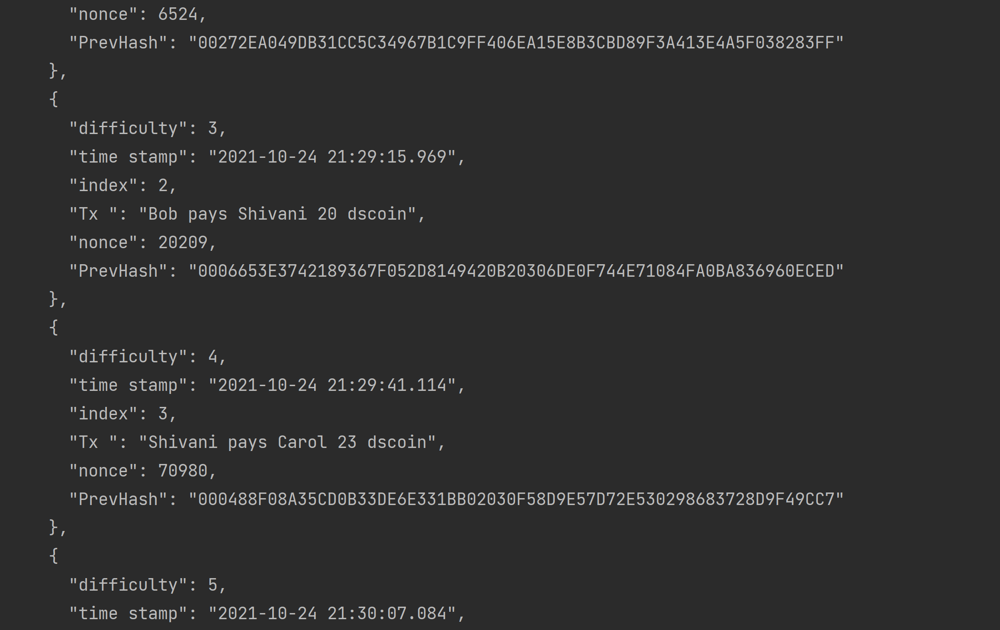 "nonce": 6524,
"PrevHash": "00272EA049DB31CC5C34967B1C9FF406EA15E8B3CBD89F3A413E4A5F038283FF"
},
{
"difficulty": 3,
"time stamp": "2021-10-24 21:29:15.969",
"index": 2,
"Tx ": "Bob pays Shivani 20 dscoin",
"nonce": 20209,
"PrevHash": "0006653E3742189367F052D8149420B20306DE0F744E71084FA0BA836960ECED"
},
{
"difficulty": 4,
"time stamp": "2021-10-24 21:29:41.114",
"index": 3,
"Tx ": "Shivani pays Carol 23 dscoin",
"nonce": 70980,
"PrevHash": "000488F08A35CD0B33DE6E331BB02030F58D9E57D72E530298683728D9F49CC7"
},
{
"difficulty": 5,
"time stamp": "2021-10-24 21:30:07.084",